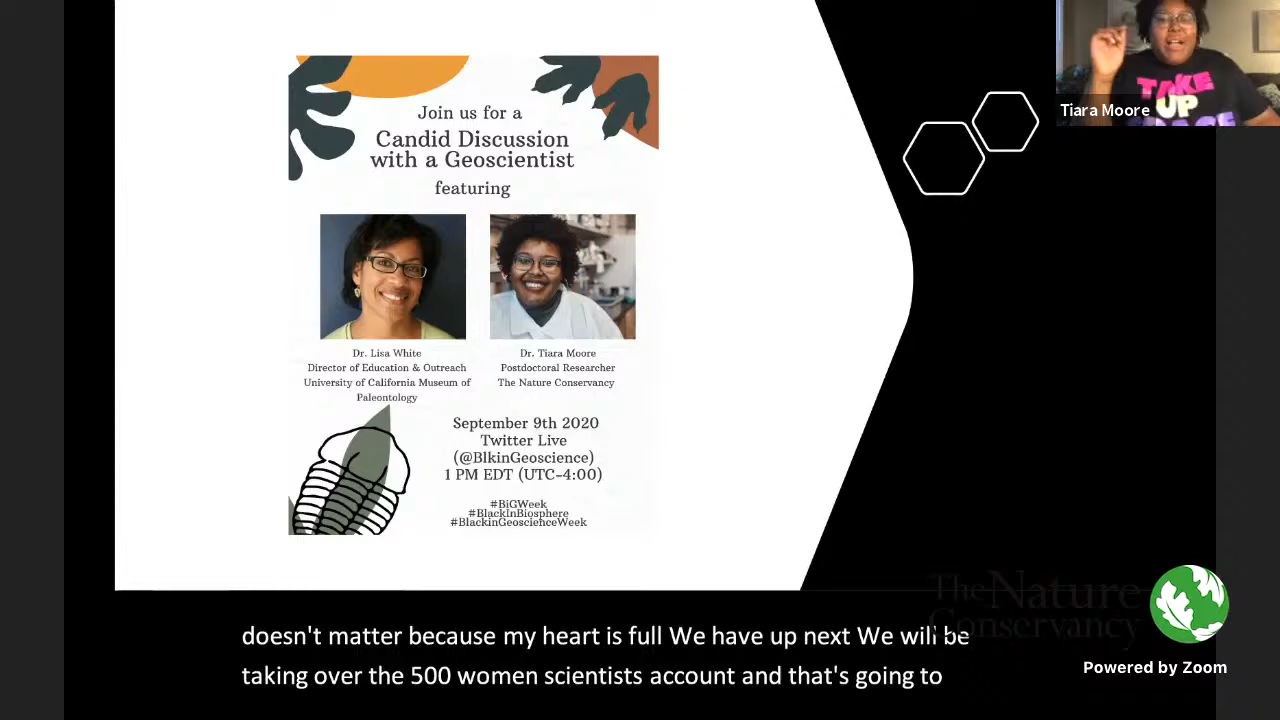 Join us for a
Candid Discussion
with a Geoscientist
featuring
Dr. Lisa White
Director of Education & Outreach
University of California Museum of
Paleontology
Dr. Tiara Moore
Postdoctoral Researcher
The Nature Conservancy
September 9th 2020
Twitter Live
(@BlkinGeoscience)
1 PM EDT (UTC-4:00)
#BiGWeek
#BlackInBiosphere
#BlackinGeoscienceWeek
TAKE
UP
SPACE
Tiara Moore
The Nature
Conservancy
doesn't matter because my heart is full We have up next We will be
taking over the 500 women scientists account and that's going to
Powered by Zoom